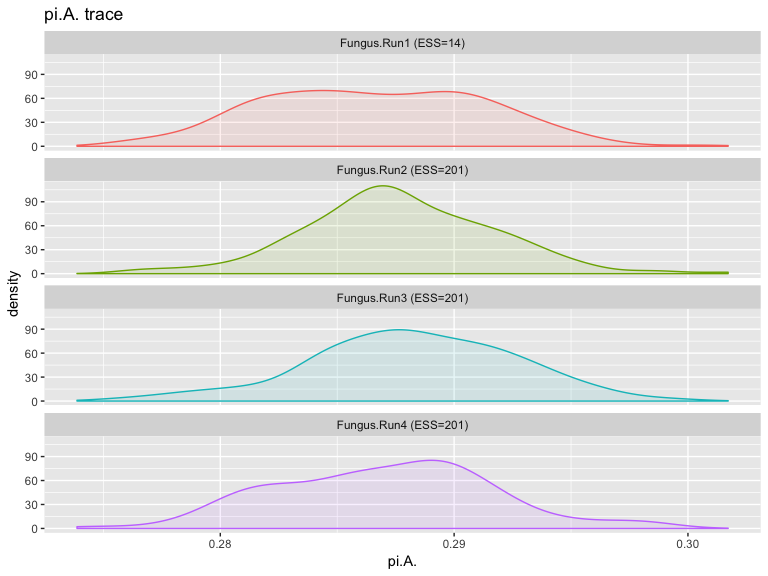 pi.A. trace
Fungus.Run1 (ESS=14)
90
60
30
0
Fungus.Run2 (ESS=201)
90
60
30
0
Fungus.Run3 (ESS=201)
90
60
30
0
Fungus.Run4 (ESS=201)
90
60
30
0
density
0.28 0.29 0.30
pi.A.